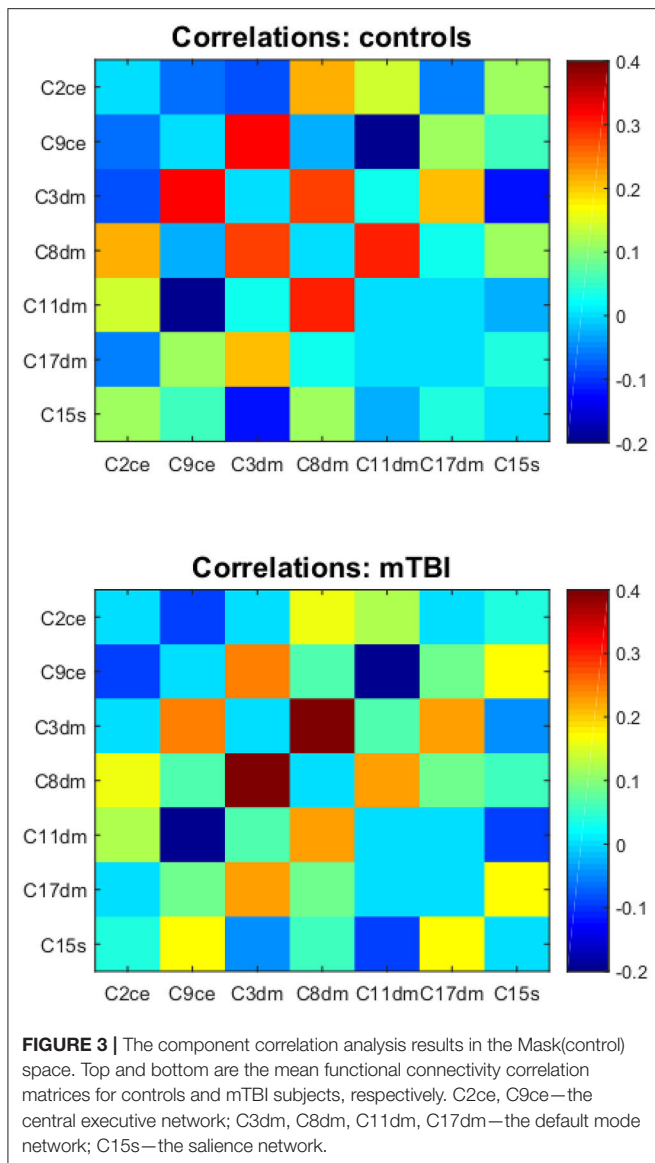 Correlations: controls
C2ce
C9ce
C3dm
C8dm
C11dm
C17dm
C15s
C2ce C9ce C3dm C8dm C11dm C17dm C15s
0.4
0.3
0.2
0.1
0
-0.1
-0.2
Correlations: mTBI
C2ce
C9ce
C3dm
C8dm
C11dm
C17dm
C15s
C2ce C9ce C3dm C8dm C11dm C17dm C15s
0.4
0.3
0.2
0.1
0
-0.1
-0.2
FIGURE 3 | The component correlation analysis results in the Mask(control)
space. Top and bottom are the mean functional connectivity correlation
matrices for controls and mTBI subjects, respectively. C2ce, C9ce—the
central executive network; C3dm, C8dm, C11dm, C17dm—the default mode
network; C15s—the salience network.